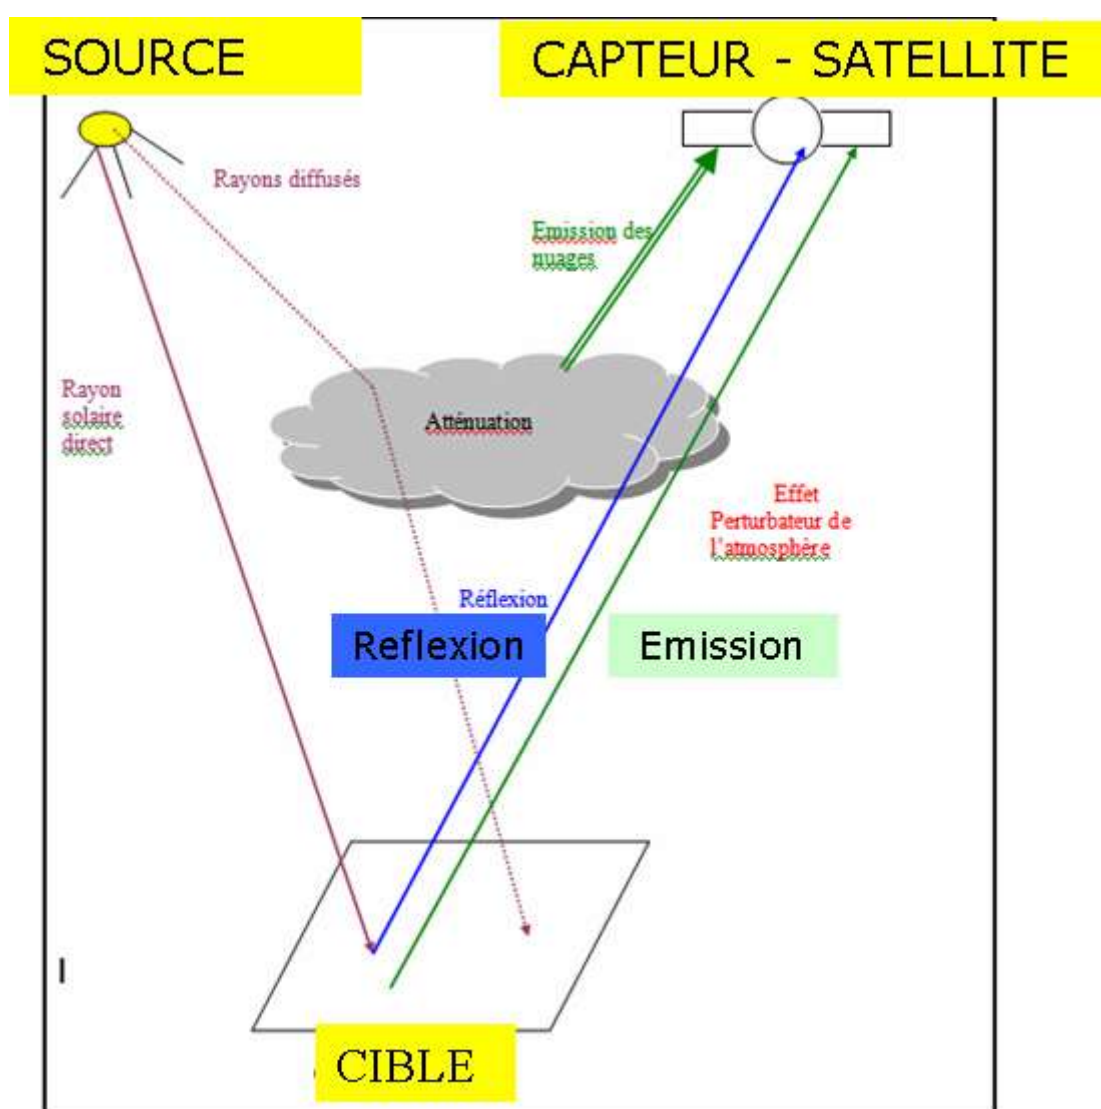 SOURCE
CAPTEUR - SATELLITE
Rayons diffusés
Emission des
nuages
Rayon
solaire
direct
Atténuation
Effet
Perturbateur de
l'atmosphère
Réflexion
Reflexion
Emission
CIBLE